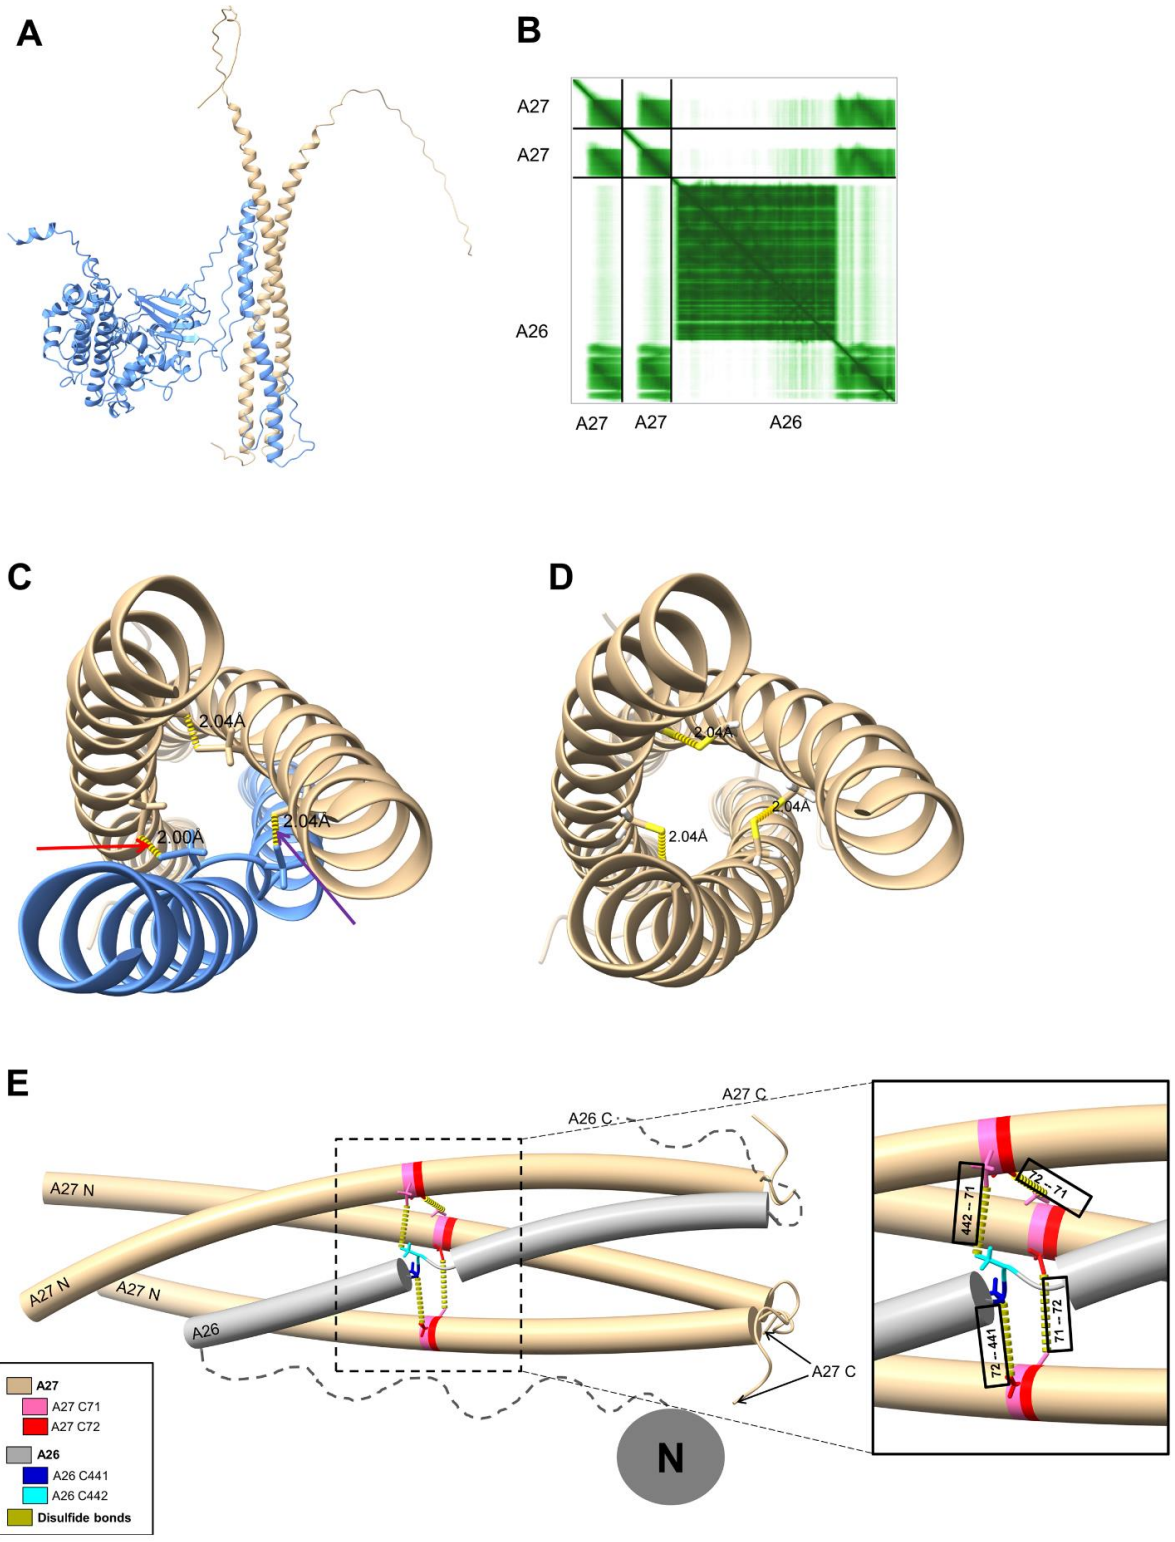 A
B
A27
A27
A26
A27
A27
A26
C
D
2.04Å
2.00Å
2.04Å
2.04Å
2.04Å
2.04Å
E
A27 C
A26 C
A27 N
A27 N
A27 N
A26
A27 C
N
442 -- 71
72 -- 71
72 -- 441
71 -- 72
A27
A27 C71
A27 C72
A26
A26 C441
A26 C442
Disulfide bonds